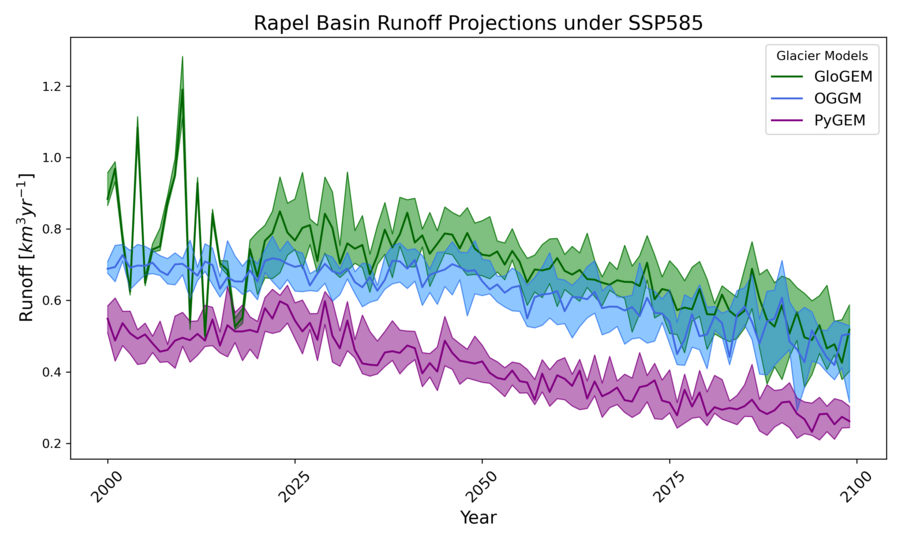 Rapel Basin Runoff Projections under SSP585
Runoff [km³yr⁻¹]
1.2
1.0
0.8
0.6
0.4
0.2
Glacier Models
GloGEM
OGGM
PyGEM
2000
2025
2050
2075
2100
Year